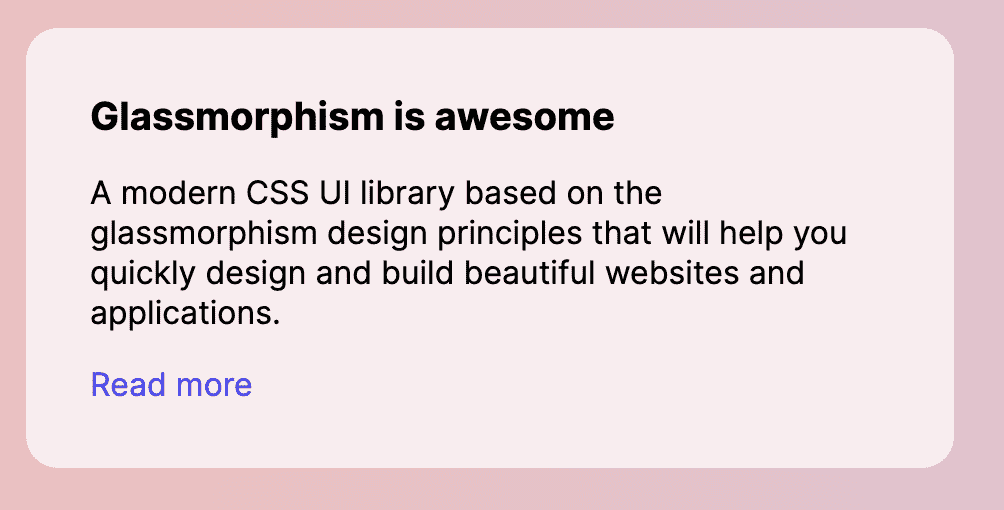 Glassmorphism is awesome
A modern CSS UI library based on the
glassmorphism design principles that will help you
quickly design and build beautiful websites and
applications.
Read more